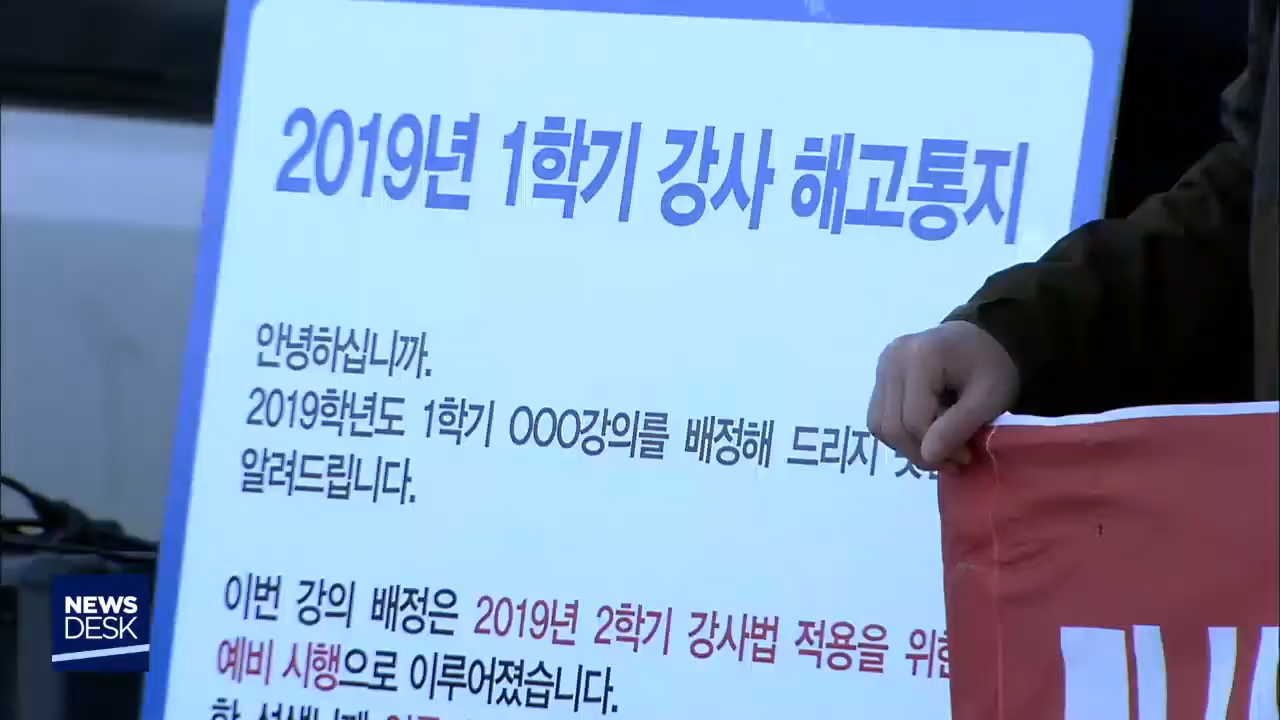 2019년 1학기 강사 해고통지
안녕하십니까.
2019학년도 1학기 OOO강의를 배정해 드리지
알려드립니다.
이번 강의 배정은 2019년 2학기 강사법 적용을 위한
예비 시행으로 이루어졌습니다.
NEWS
DESK